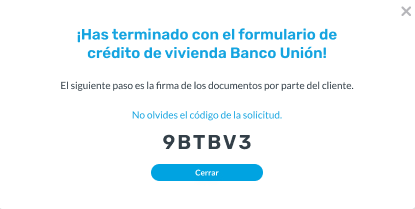 ¡Has terminado con el formulario de
crédito de vivienda Banco Unión!
El siguiente paso es la firma de los documentos por parte del cliente.
No olvides el código de la solicitud.
9BTBV3
Cerrar